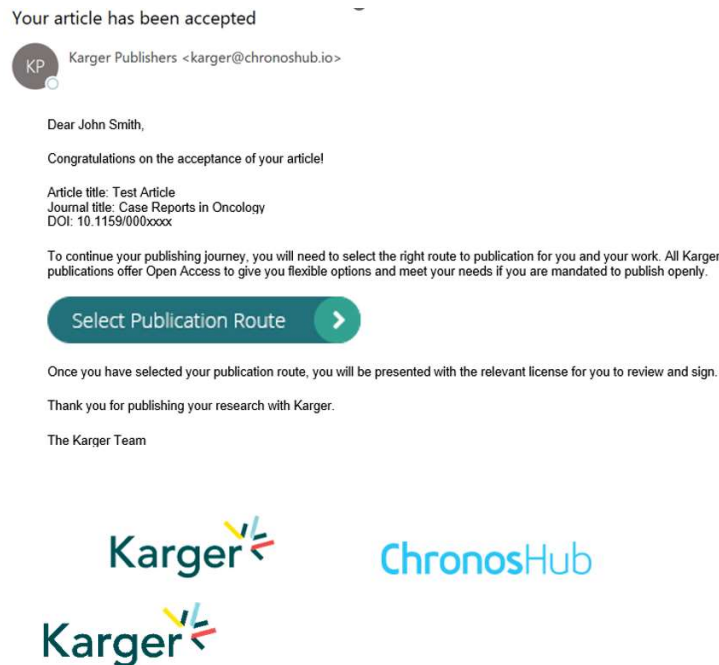 Your article has been accepted
KP
Karger Publishers <karger@chronoshub.io>
Dear John Smith,
Congratulations on the acceptance of your article!
Article title: Test Article
Journal title: Case Reports in Oncology
DOI: 10.1159/000xxxx
To continue your publishing journey, you will need to select the right route to publication for you and your work. All Karger
publications offer Open Access to give you flexible options and meet your needs if you are mandated to publish openly.
Select Publication Route
Once you have selected your publication route, you will be presented with the relevant license for you to review and sign.
Thank you for publishing your research with Karger.
The Karger Team
Karger
ChronosHub
Karger